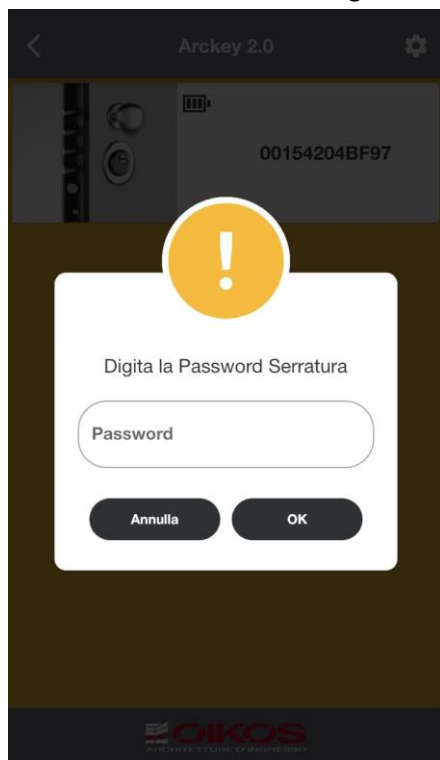 Arckey 2.0
00154204BF97
!
Digita la Password Serratura
Password
Annulla
OK
OIKOS
ARCHITETTURE D'INGRESSO